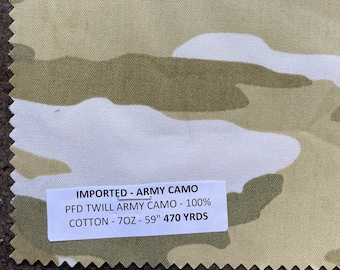 IMPORTED - ARMY CAMO
PFD TWILL ARMY CAMO - 100%
COTTON - 7OZ - 59" 470 YRDS